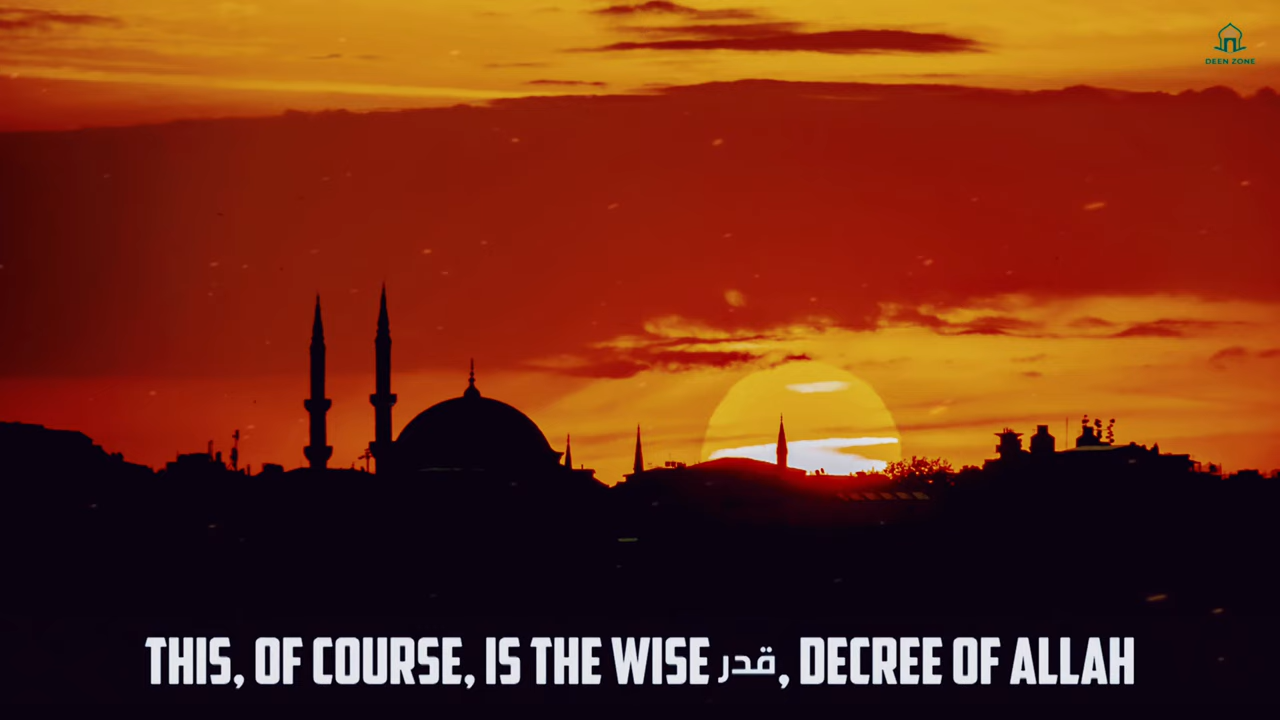 DEEN ZONE
THIS, OF COURSE, IS THE WISE قدر, DECREE OF ALLAH